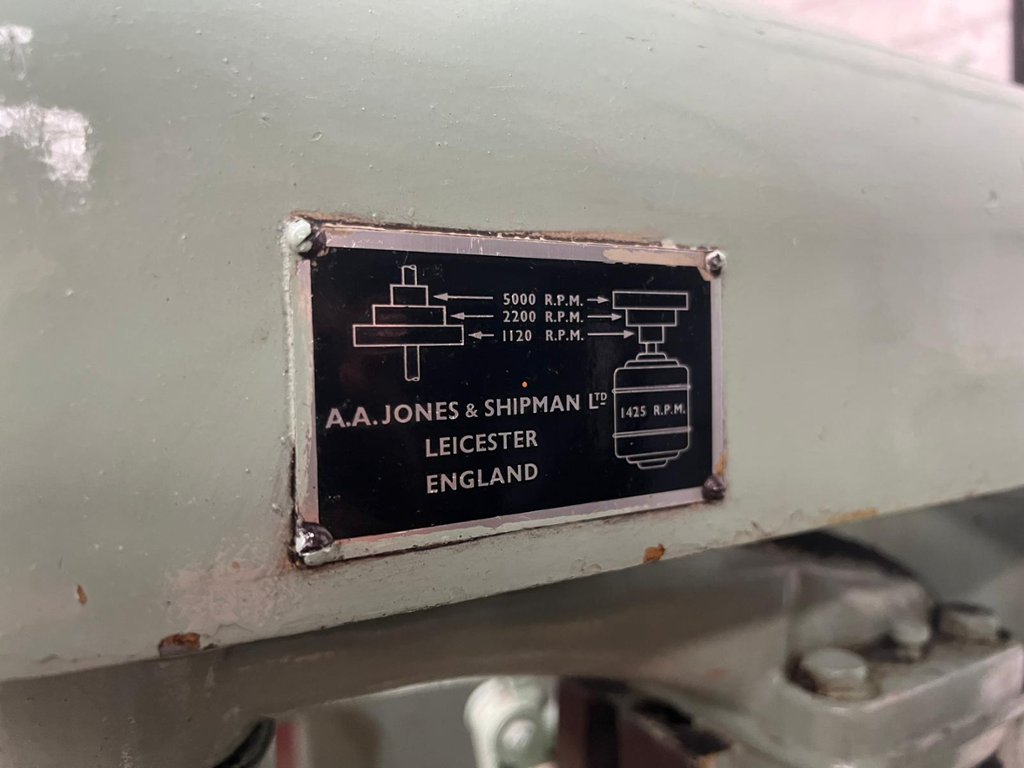 5000 R.P.M.
2200 R.P.M.
1120 R.P.M.
A.A. JONES & SHIPMAN LTD
LEICESTER
ENGLAND
1425 R.P.M.